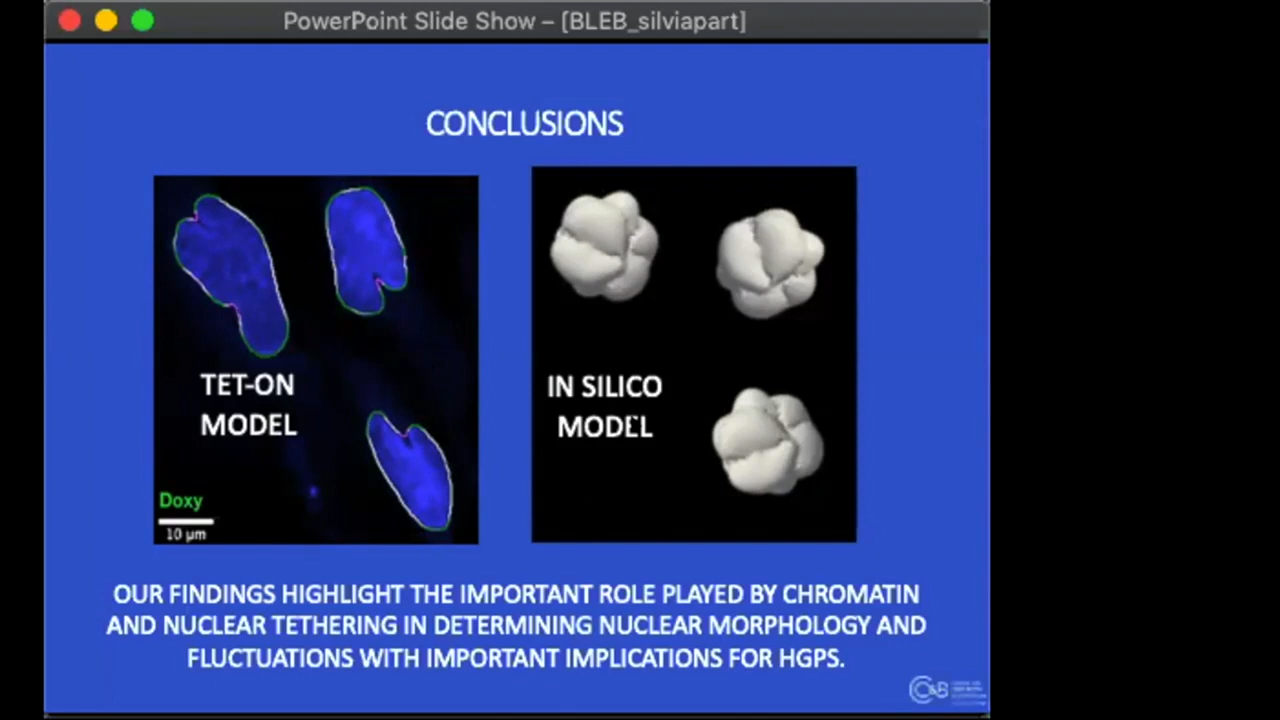 PowerPoint Slide Show – [BLEB_silviapart]
CONCLUSIONS
TET-ON
MODEL
Doxy
10 µm
IN SILICO
MODEL
OUR FINDINGS HIGHLIGHT THE IMPORTANT ROLE PLAYED BY CHROMATIN
AND NUCLEAR TETHERING IN DETERMINING NUCLEAR MORPHOLOGY AND
FLUCTUATIONS WITH IMPORTANT IMPLICATIONS FOR HGPS.